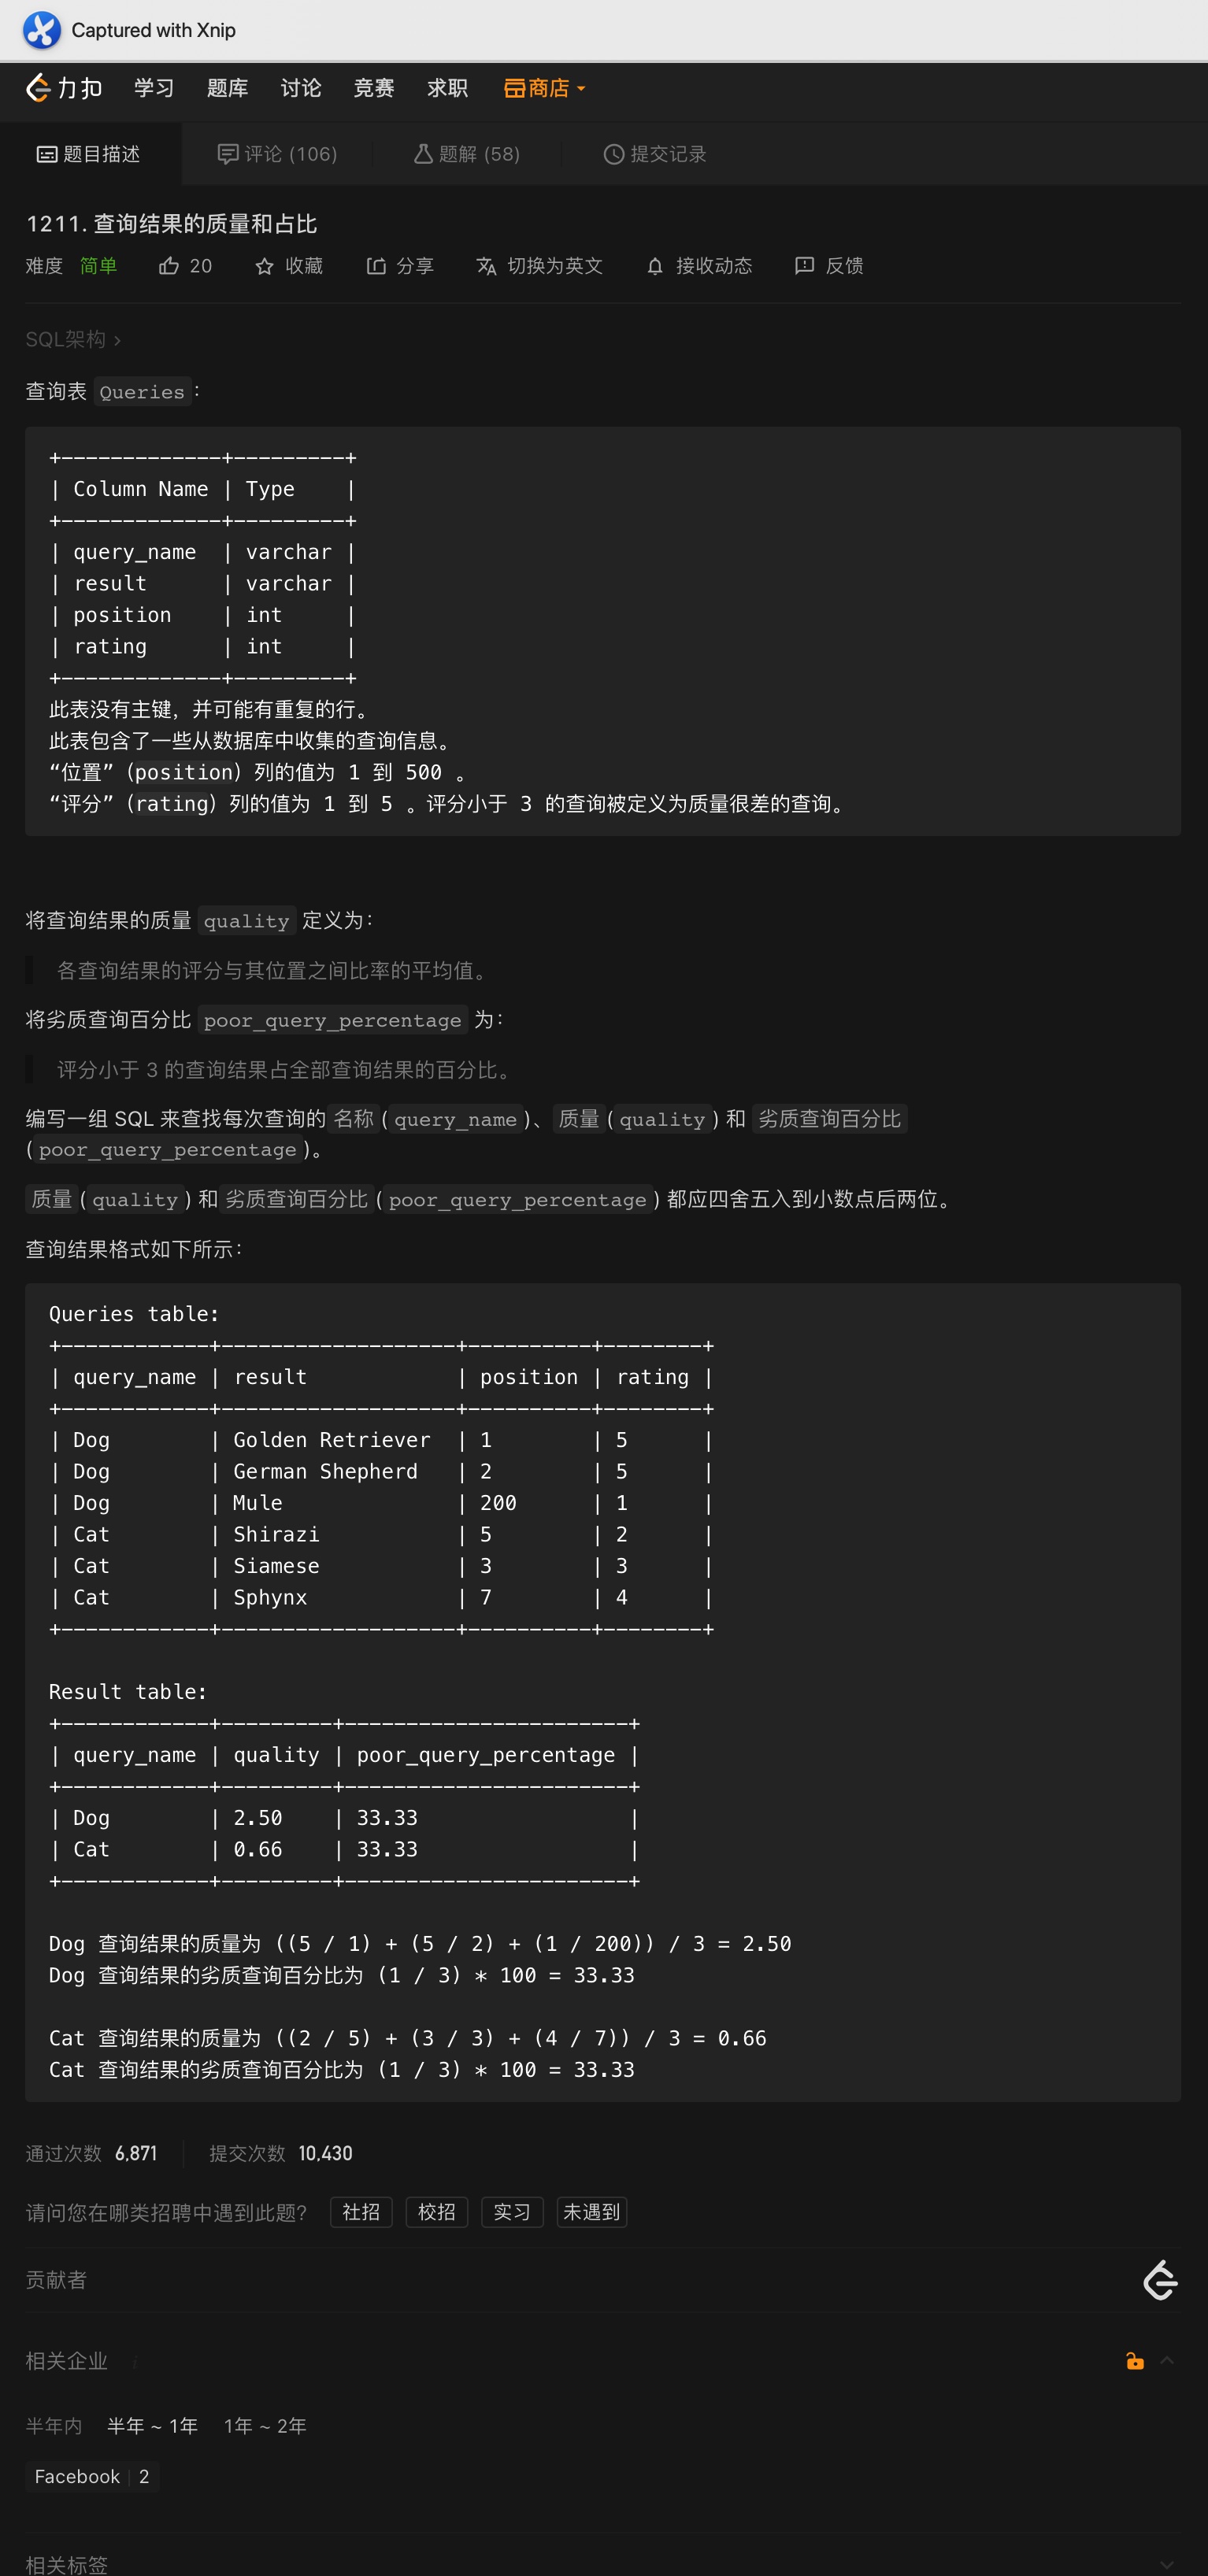 Captured with Xnip
力扣 学习 题库 讨论 竞赛 求职 商店
题目描述 评论 (106) 题解 (58) 提交记录
1211. 查询结果的质量和占比
难度 简单 20 收藏 分享 切换为英文 接收动态 反馈
SQL架构 ›
查询表 Queries：
+-------------+---------+
| Column Name | Type    |
+-------------+---------+
| query_name  | varchar |
| result      | varchar |
| position    | int     |
| rating      | int     |
+-------------+---------+
此表没有主键，并可能有重复的行。
此表包含了一些从数据库中收集的查询信息。
“位置”（position）列的值为 1 到 500 。
“评分”（rating）列的值为 1 到 5 。评分小于 3 的查询被定义为质量很差的查询。
将查询结果的质量 quality 定义为：
各查询结果的评分与其位置之间比率的平均值。
将劣质查询百分比 poor_query_percentage 为：
评分小于 3 的查询结果占全部查询结果的百分比。
编写一组 SQL 来查找每次查询的 名称(query_name)、质量(quality) 和 劣质查询百分比
(poor_query_percentage)。
质量(quality) 和 劣质查询百分比(poor_query_percentage) 都应四舍五入到小数点后两位。
查询结果格式如下所示：
Queries table:
+------------+-------------------+----------+--------+
| query_name | result            | position | rating |
+------------+-------------------+----------+--------+
| Dog        | Golden Retriever  | 1        | 5      |
| Dog        | German Shepherd   | 2        | 5      |
| Dog        | Mule              | 200      | 1      |
| Cat        | Shirazi           | 5        | 2      |
| Cat        | Siamese           | 3        | 3      |
| Cat        | Sphynx            | 7        | 4      |
+------------+-------------------+----------+--------+
Result table:
+------------+---------+-----------------------+
| query_name | quality | poor_query_percentage |
+------------+---------+-----------------------+
| Dog        | 2.50    | 33.33                 |
| Cat        | 0.66    | 33.33                 |
+------------+---------+-----------------------+
Dog 查询结果的质量为 ((5 / 1) + (5 / 2) + (1 / 200)) / 3 = 2.50
Dog 查询结果的劣质查询百分比为 (1 / 3) * 100 = 33.33
Cat 查询结果的质量为 ((2 / 5) + (3 / 3) + (4 / 7)) / 3 = 0.66
Cat 查询结果的劣质查询百分比为 (1 / 3) * 100 = 33.33
通过次数 6,871 提交次数 10,430
请问您在哪类招聘中遇到此题? 社招 校招 实习 未遇到
贡献者
相关企业 i
半年内 半年 ~ 1年 1年 ~ 2年
Facebook 2
相关标签